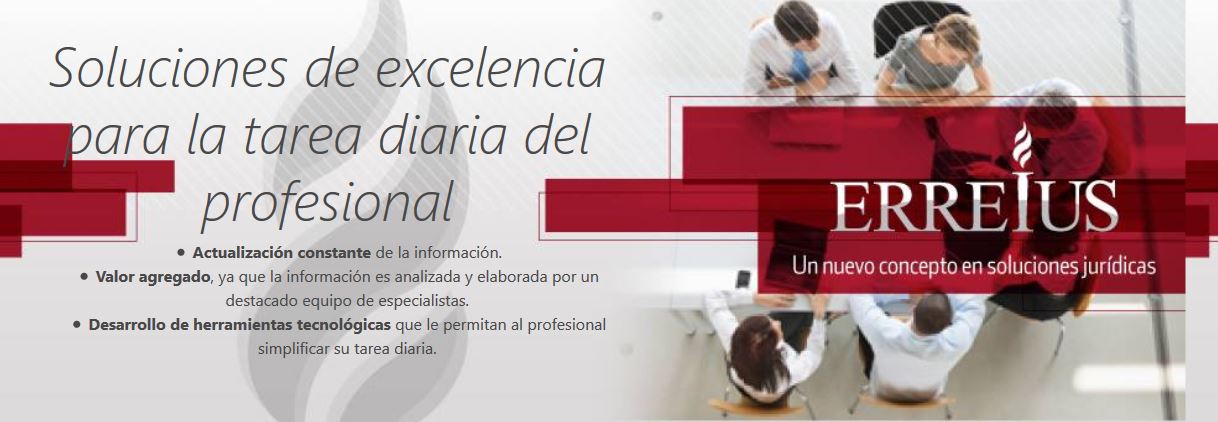 Soluciones de excelencia
para la tarea diaria del
profesional
• Actualización constante de la información.
• Valor agregado, ya que la información es analizada y elaborada por un
destacado equipo de especialistas.
• Desarrollo de herramientas tecnológicas que le permitan al profesional
simplificar su tarea diaria.
ERREIUS
Un nuevo concepto en soluciones jurídicas